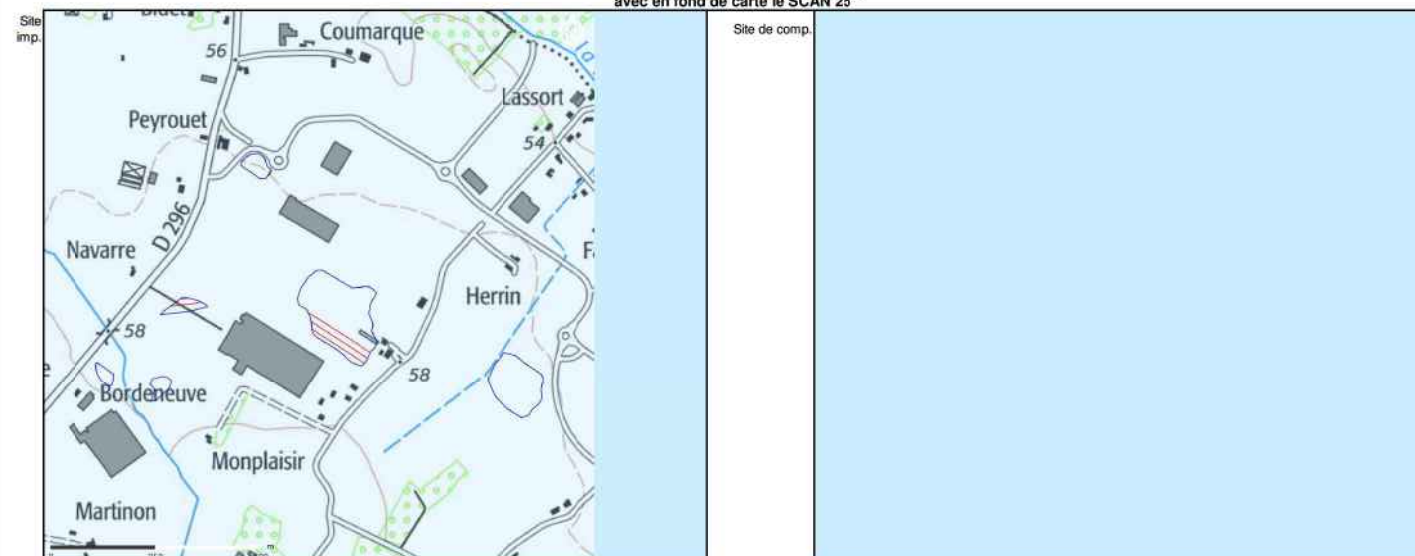 avec en fond de carte le SCAN 25
Site
imp.
Site de comp.
Coumarque
56
Lassort
Peyrouet
54
D 296
Navarre
Herrin
58
58
Bordeneuve
Monplaisir
Martinon